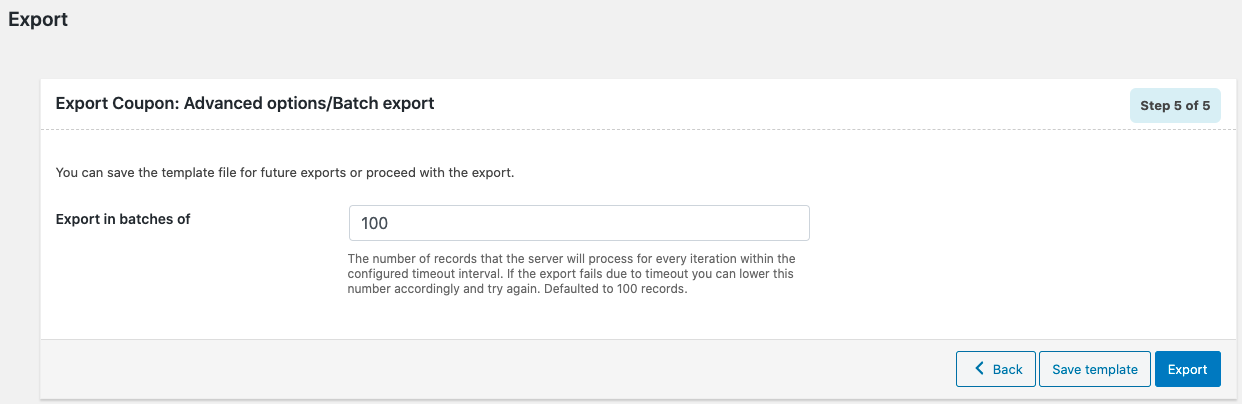 Export
Export Coupon: Advanced options/Batch export
Step 5 of 5
You can save the template file for future exports or proceed with the export.
Export in batches of
100
The number of records that the server will process for every iteration within the
configured timeout interval. If the export fails due to timeout you can lower this
number accordingly and try again. Defaulted to 100 records.
Back
Save template
Export